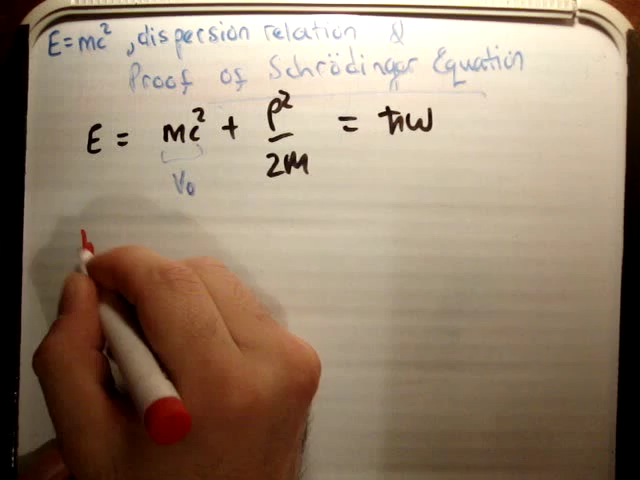 E=mc², dispersion relation &
Proof of Schrödinger Equation
E = mc² + p²/2m = ħω
V₀